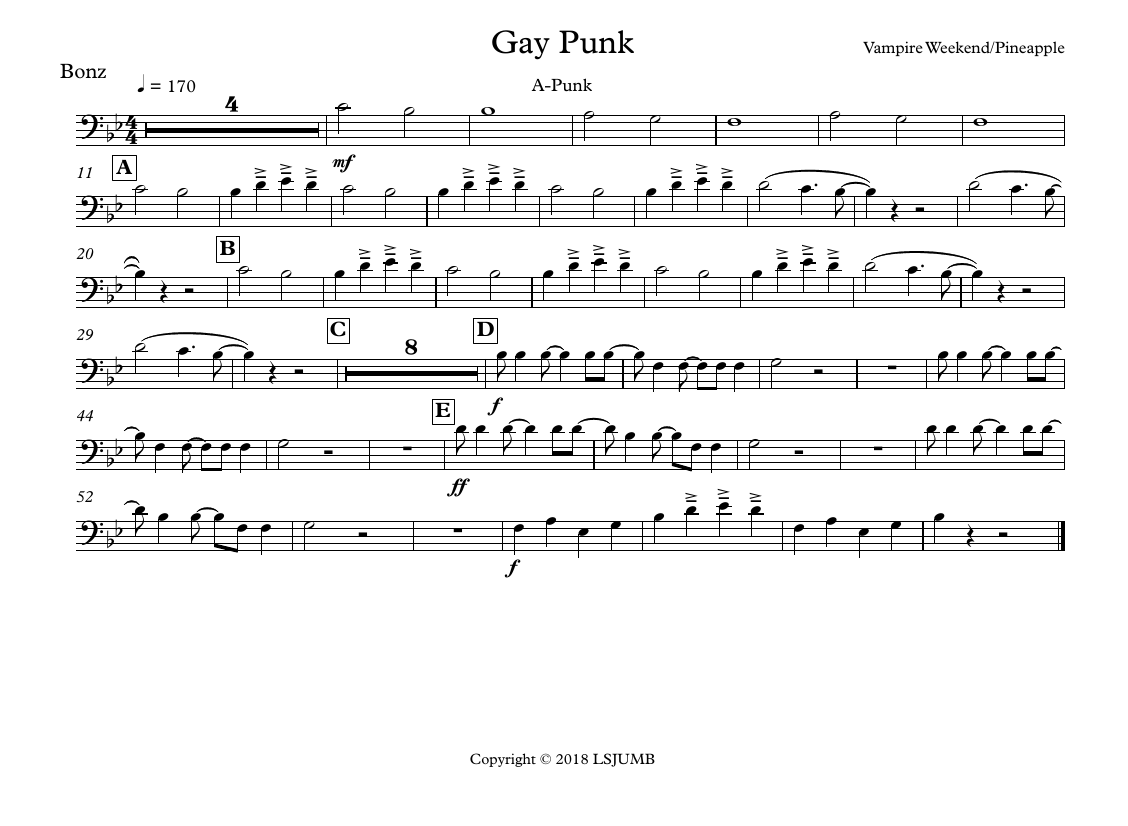 Gay Punk
Vampire Weekend/Pineapple
Bonz
♩ = 170
A-Punk
4
mf
11
A
20
B
29
C
8
D
f
44
E
ff
52
f
Copyright © 2018 LSJUMB